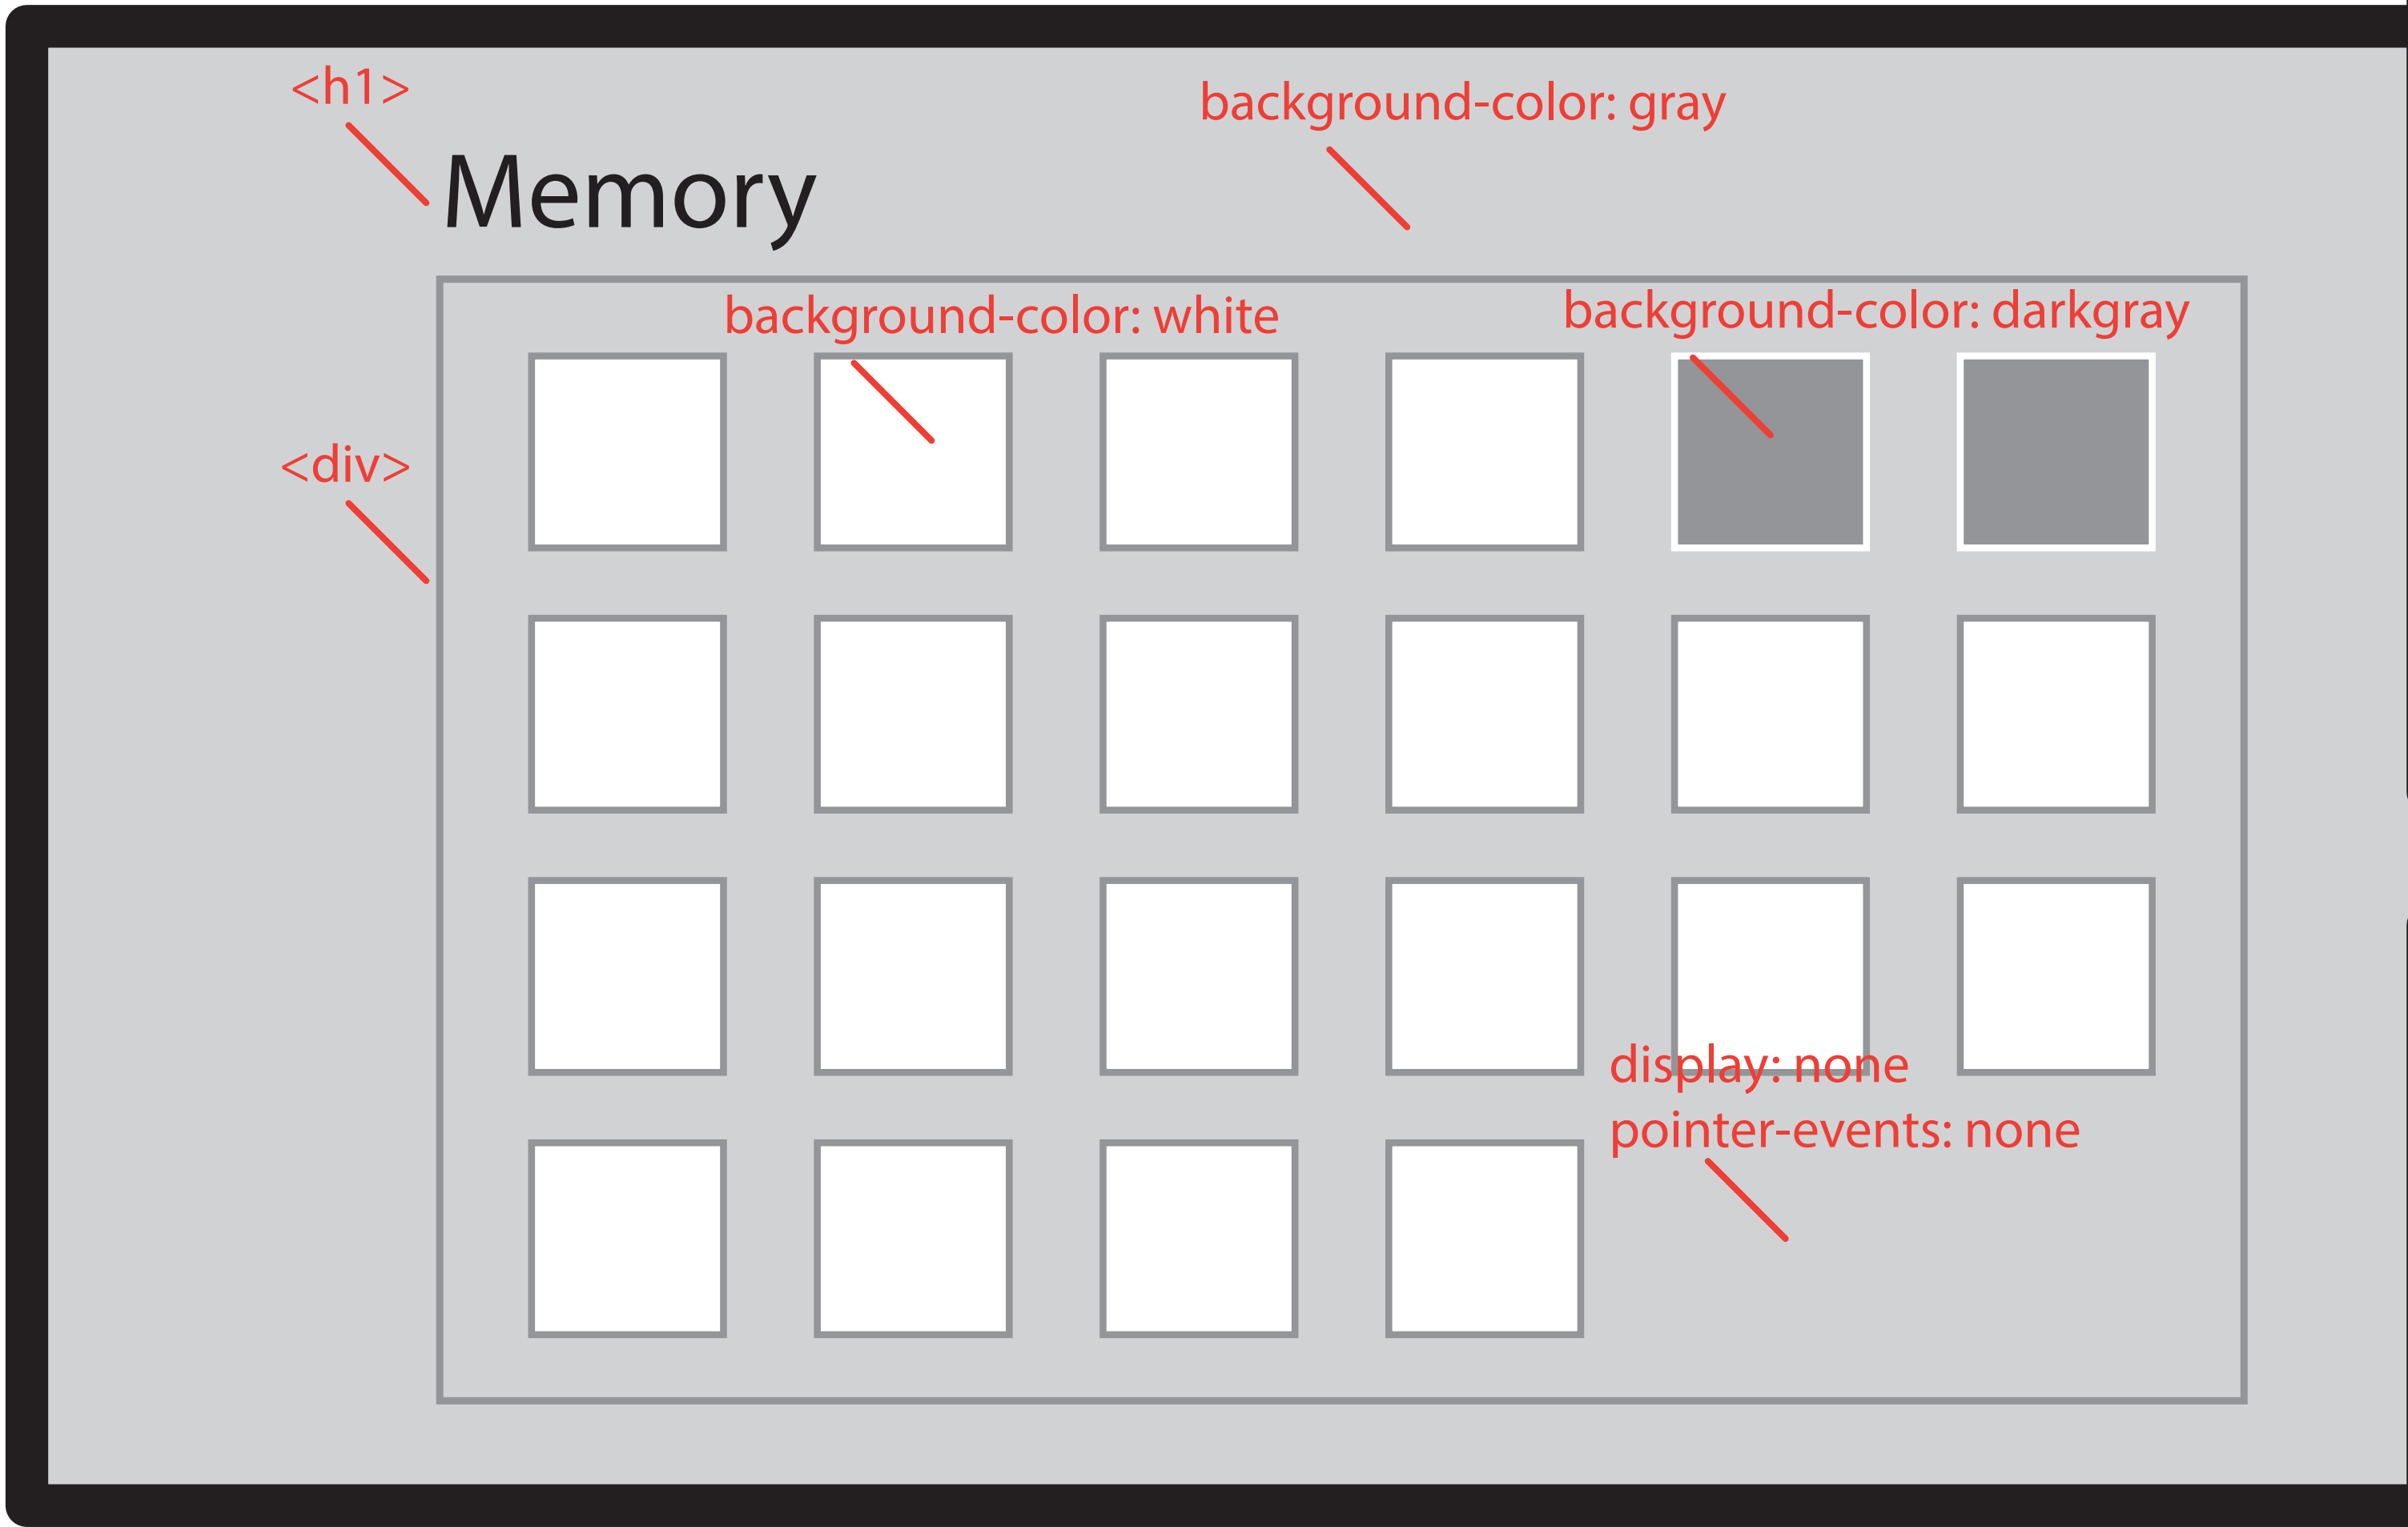 <h1>
background-color: gray
Memory
background-color: white
background-color: darkgray
<div>
display: none
pointer-events: none